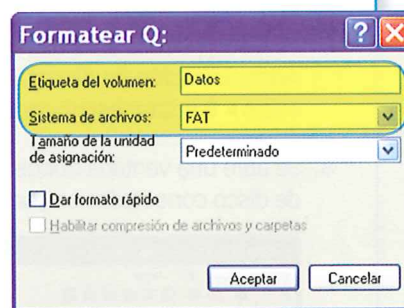 Formatear Q:
Etiqueta del volumen: Datos
Sistema de archivos: FAT
Tamaño de la unidad
de asignación: Predeterminado
Dar formato rápido
Habilitar compresión de archivos y carpetas
Aceptar Cancelar